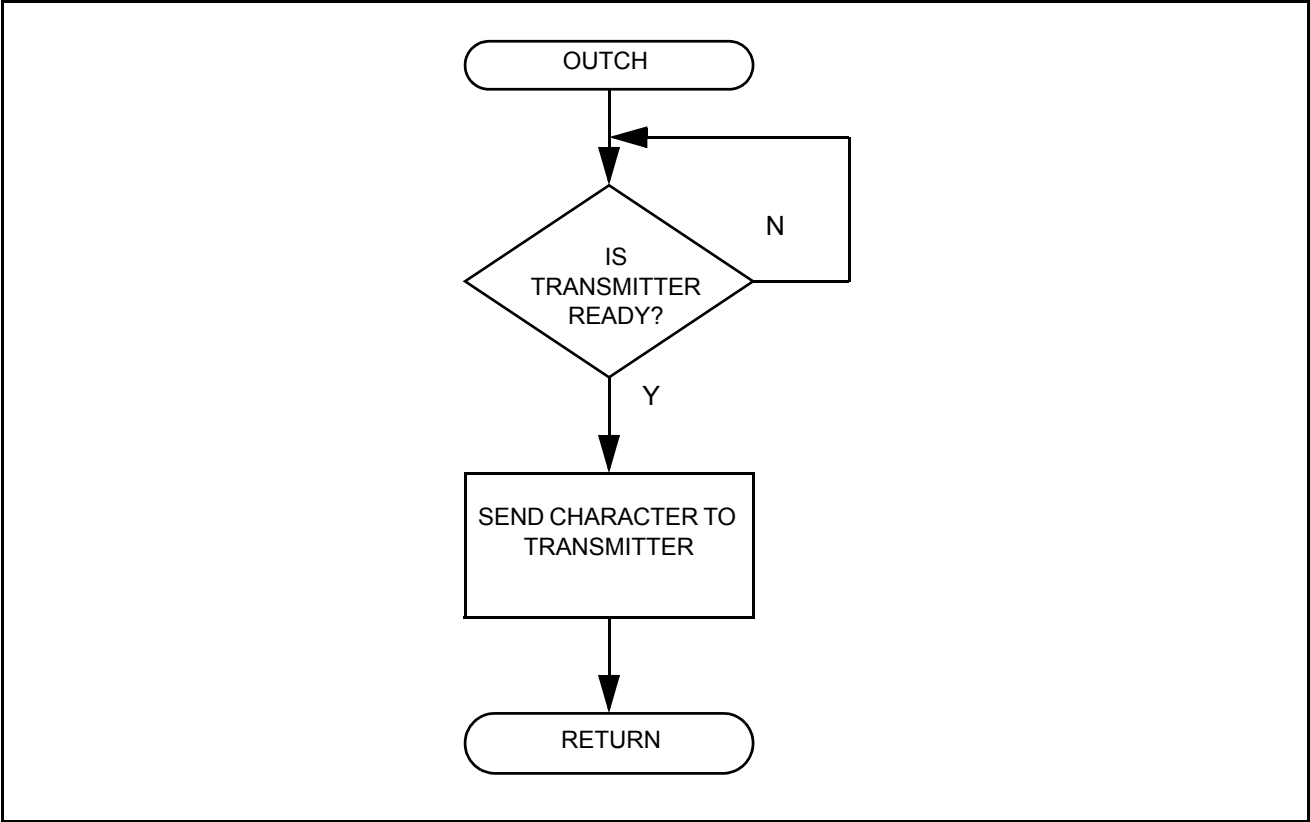 OUTCH
N
IS
TRANSMITTER
READY?
Y
SEND CHARACTER TO
TRANSMITTER
RETURN